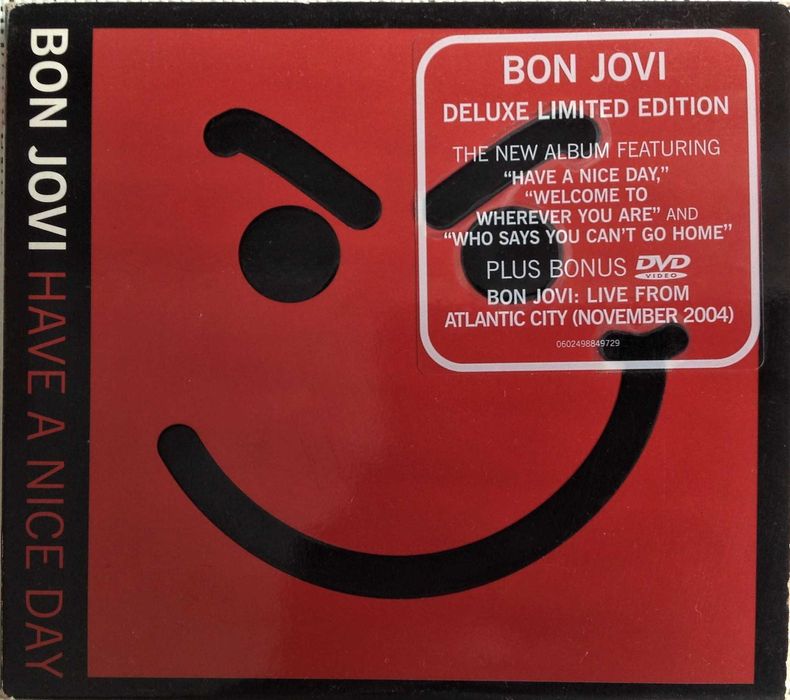 BON JOVI HAVE A NICE DAY
BON JOVI
DELUXE LIMITED EDITION
THE NEW ALBUM FEATURING
“HAVE A NICE DAY,”
“WELCOME TO
WHEREVER YOU ARE” AND
“WHO SAYS YOU CAN’T GO HOME”
PLUS BONUS DVD VIDEO
BON JOVI: LIVE FROM
ATLANTIC CITY (NOVEMBER 2004)
0602498849729